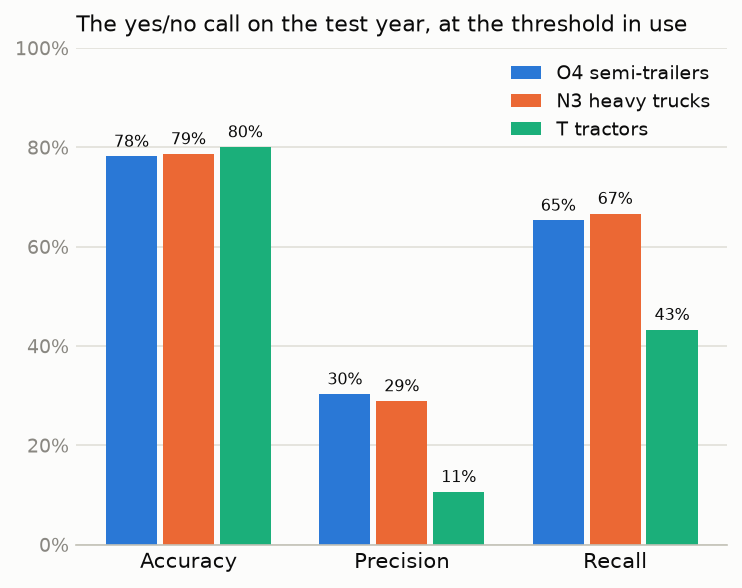 The yes/no call on the test year, at the threshold in use
100%
80%
60%
40%
20%
0%
O4 semi-trailers
N3 heavy trucks
T tractors
78% 79% 80%
30% 29% 11%
65% 67% 43%
Accuracy Precision Recall